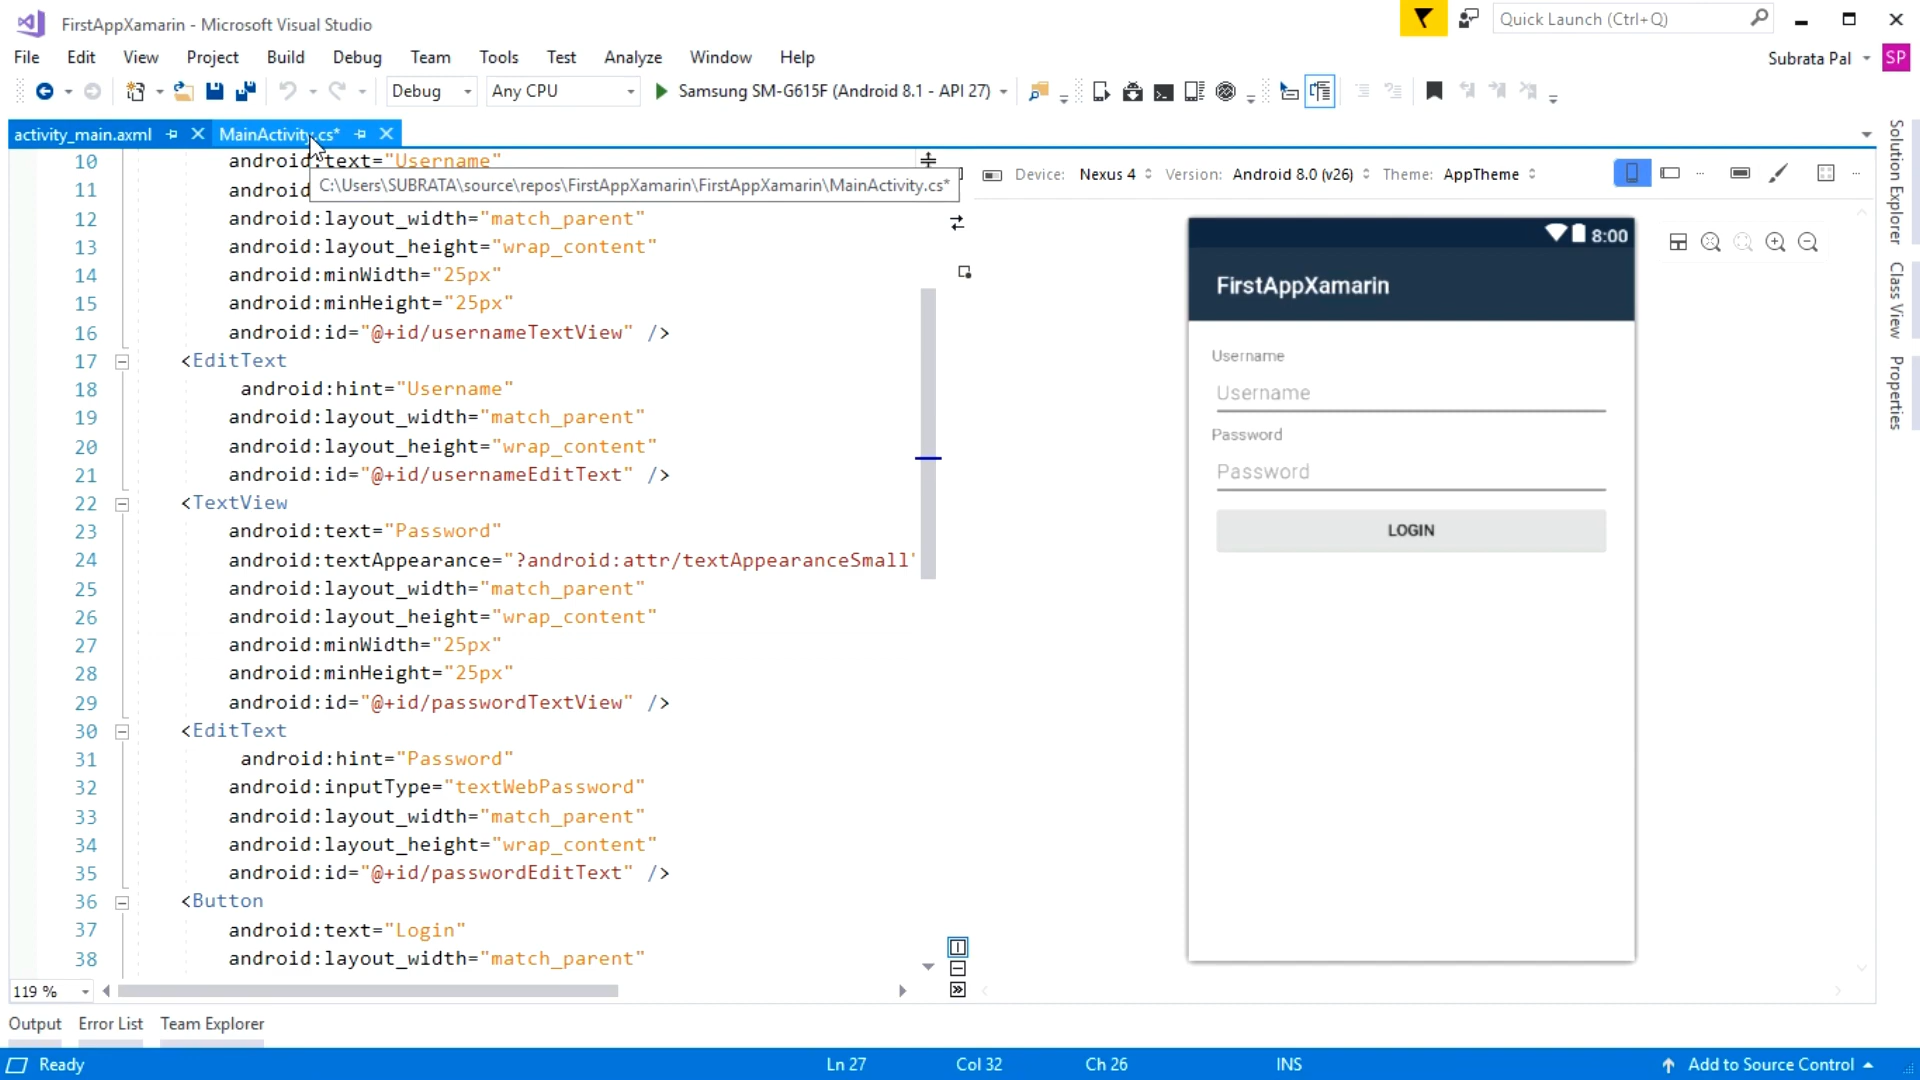 FirstAppXamarin - Microsoft Visual Studio
Quick Launch (Ctrl+Q)
File Edit View Project Build Debug Team Tools Test Analyze Window Help
Subrata Pal SP
Debug Any CPU Samsung SM-G615F (Android 8.1 - API 27)
activity_main.axml MainActivity.cs*
10 android:text="Username"
C:\Users\SUBRATA\source\repos\FirstAppXamarin\FirstAppXamarin\MainActivity.cs*
11 android
12 android:layout_width="match_parent"
13 android:layout_height="wrap_content"
14 android:minWidth="25px"
15 android:minHeight="25px"
16 android:id="@+id/usernameTextView" />
17 <EditText
18 android:hint="Username"
19 android:layout_width="match_parent"
20 android:layout_height="wrap_content"
21 android:id="@+id/usernameEditText" />
22 <TextView
23 android:text="Password"
24 android:textAppearance="?android:attr/textAppearanceSmall"
25 android:layout_width="match_parent"
26 android:layout_height="wrap_content"
27 android:minWidth="25px"
28 android:minHeight="25px"
29 android:id="@+id/passwordTextView" />
30 <EditText
31 android:hint="Password"
32 android:inputType="textWebPassword"
33 android:layout_width="match_parent"
34 android:layout_height="wrap_content"
35 android:id="@+id/passwordEditText" />
36 <Button
37 android:text="Login"
38 android:layout_width="match_parent"
119 %
Device: Nexus 4 Version: Android 8.0 (v26) Theme: AppTheme
8:00
FirstAppXamarin
Username
Username
Password
Password
LOGIN
Solution Explorer
Class View
Properties
Output Error List Team Explorer
Ready Ln 27 Col 32 Ch 26 INS Add to Source Control